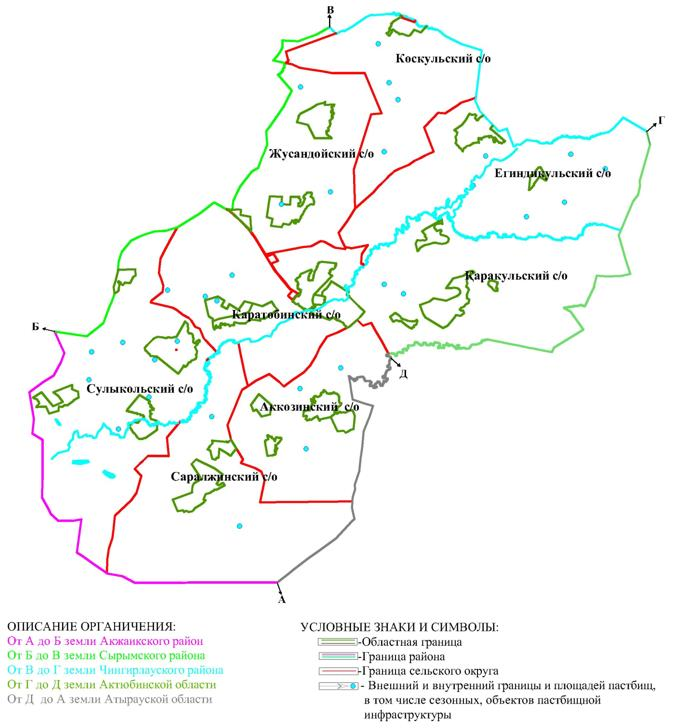 В
Коскульский с/о
Г
Жусандойский с/о
Егиндикульский с/о
Каракульский с/о
Каратобинский с/о
Б
Д
Сулыкольский с/о
Аккозинский с/о
Саралжинский с/о
А
ОПИСАНИЕ ОРГАНИЧЕНИЯ:
От А до Б земли Акжаикского район
От Б до В земли Сырымского района
От В до Г земли Чингирлауского района
От Г до Д земли Актюбинской области
От Д до А земли Атырауской области
УСЛОВНЫЕ ЗНАКИ И СИМВОЛЫ:
-Областная граница
-Граница района
-Граница сельского округа
- Внешний и внутрений границы и площадей пастбищ,
в том числе сезонных, объектов пастбищной
инфраструктуры